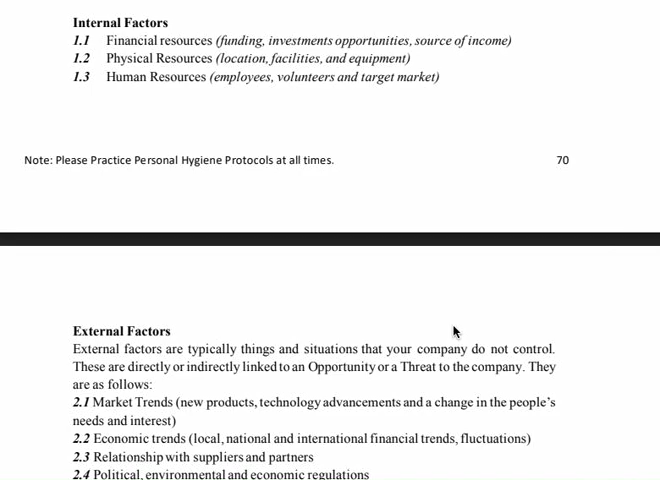 Internal Factors
1.1 Financial resources (funding, investments opportunities, source of income)
1.2 Physical Resources (location, facilities, and equipment)
1.3 Human Resources (employees, volunteers and target market)
Note: Please Practice Personal Hygiene Protocols at all times. 70
External Factors
External factors are typically things and situations that your company do not control.
These are directly or indirectly linked to an Opportunity or a Threat to the company. They
are as follows:
2.1 Market Trends (new products, technology advancements and a change in the people's
needs and interest)
2.2 Economic trends (local, national and international financial trends, fluctuations)
2.3 Relationship with suppliers and partners
2.4 Political, environmental and economic regulations